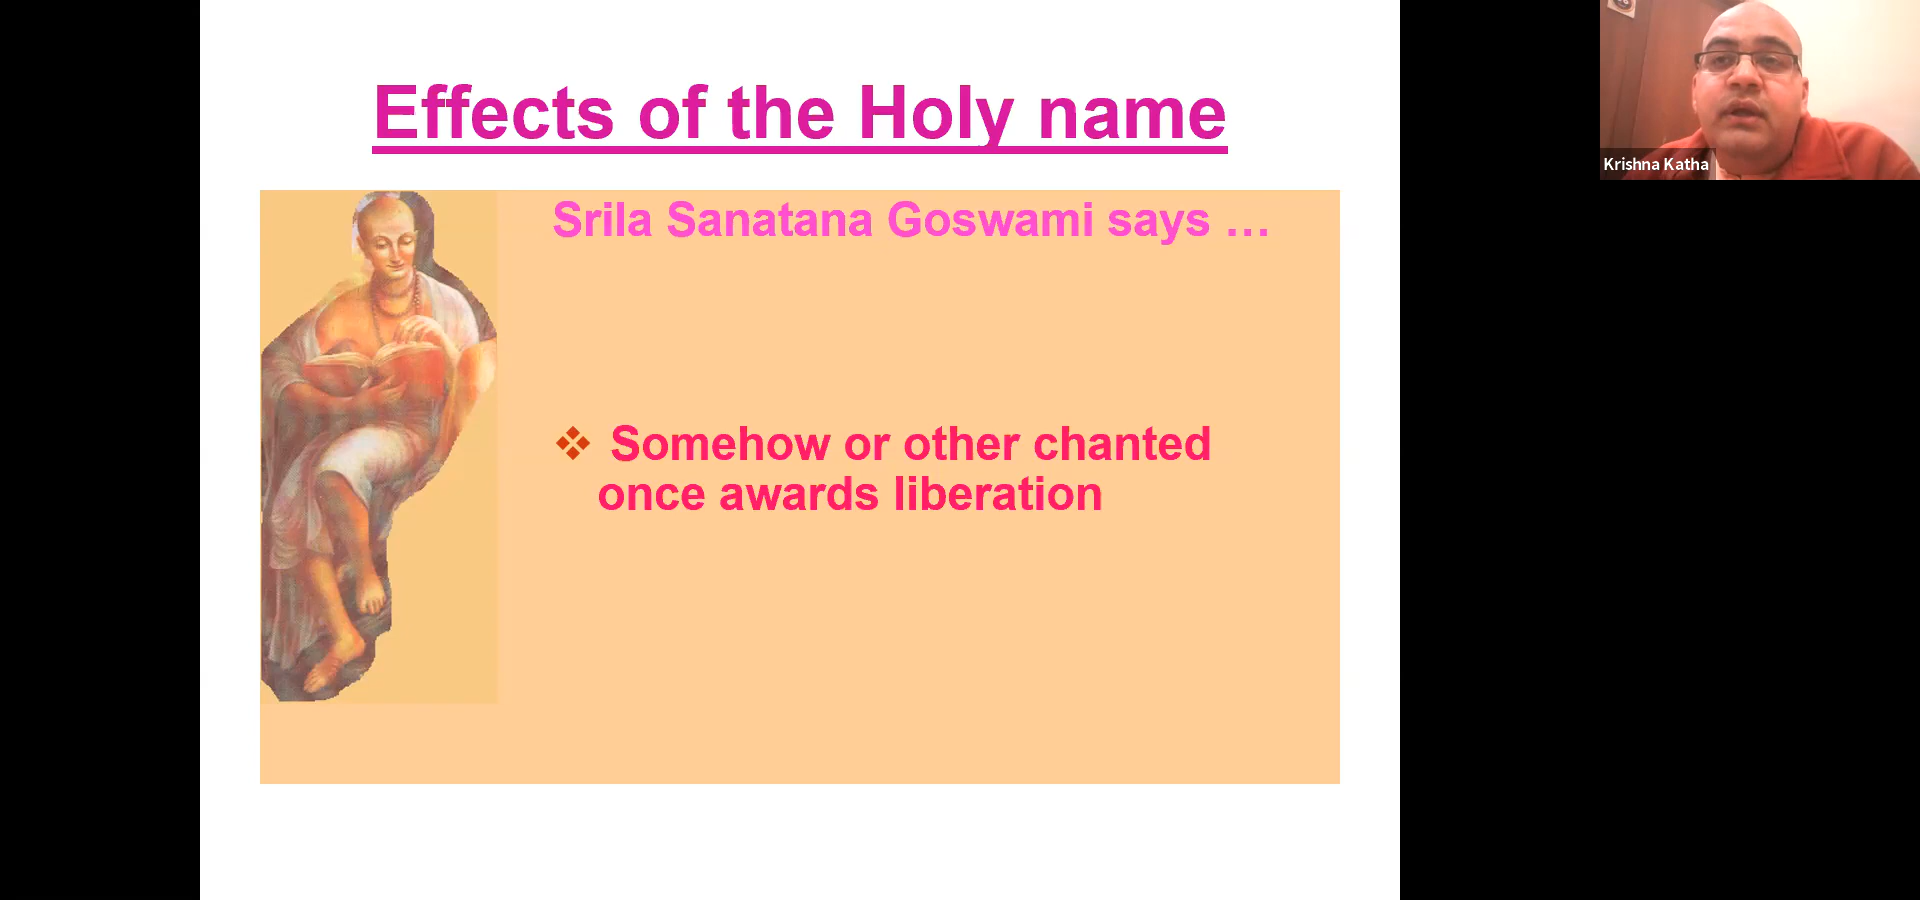 Effects of the Holy name
Srila Sanatana Goswami says …
❖ Somehow or other chanted
once awards liberation
Krishna Katha